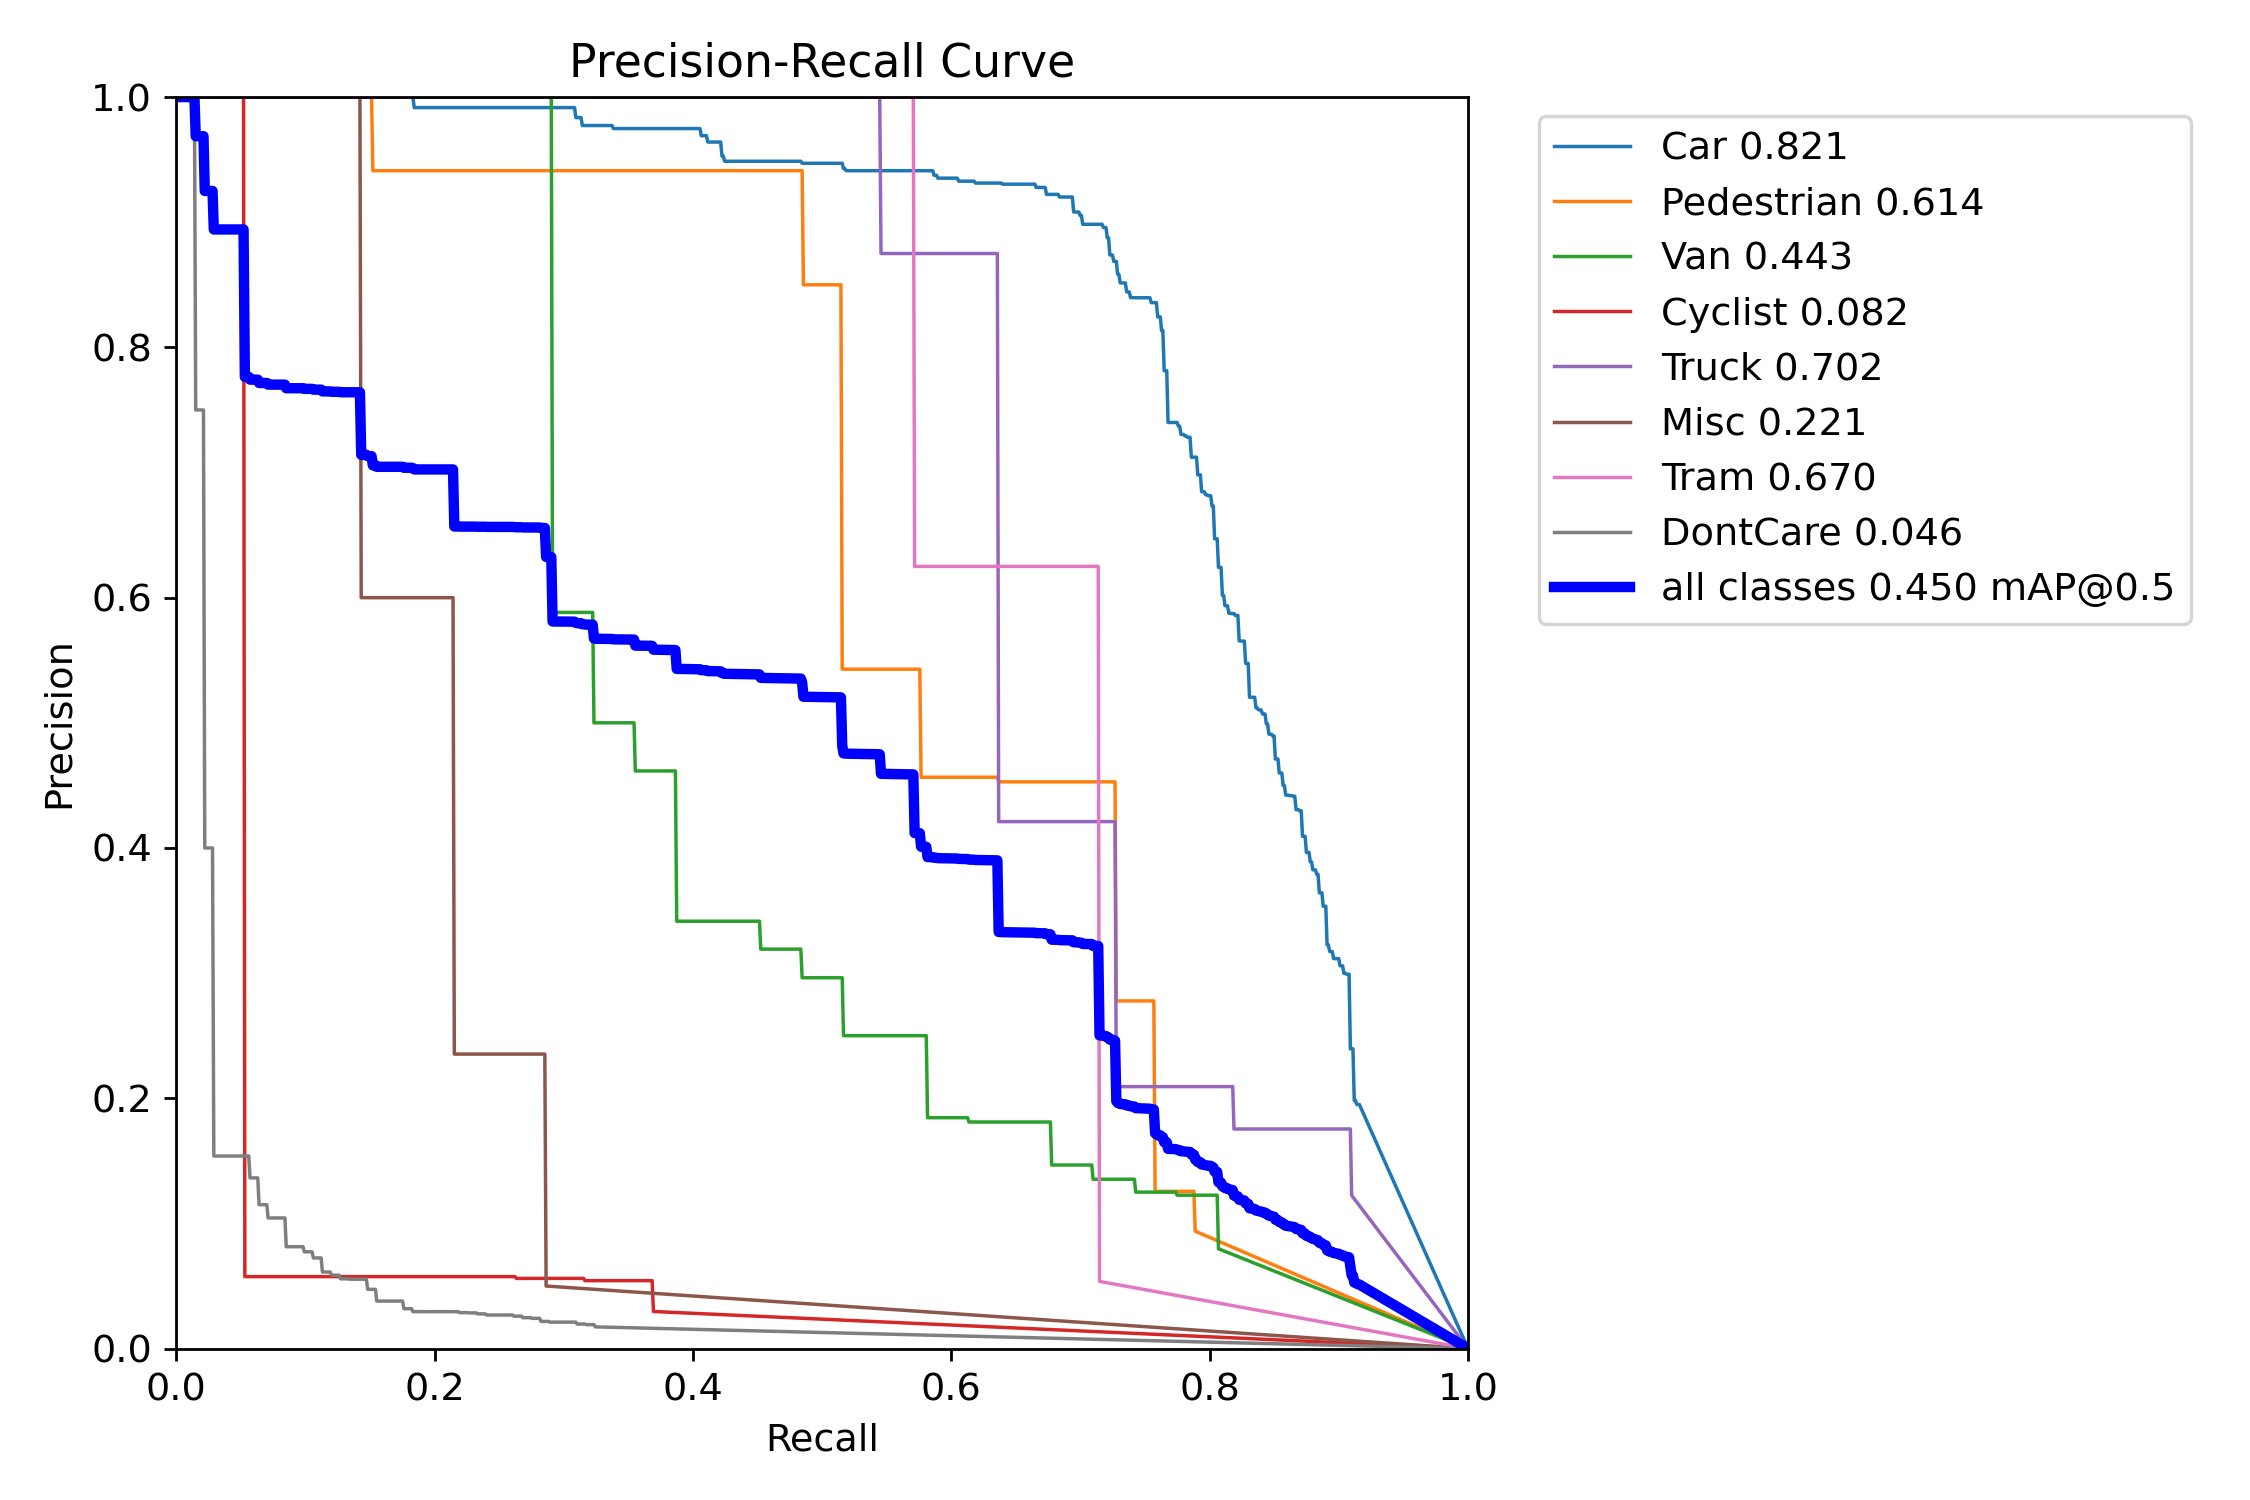 Precision-Recall Curve
1.0
0.8
0.6
0.4
0.2
0.0
Precision
0.0 0.2 0.4 0.6 0.8 1.0
Recall
Car 0.821
Pedestrian 0.614
Van 0.443
Cyclist 0.082
Truck 0.702
Misc 0.221
Tram 0.670
DontCare 0.046
all classes 0.450 mAP@0.5